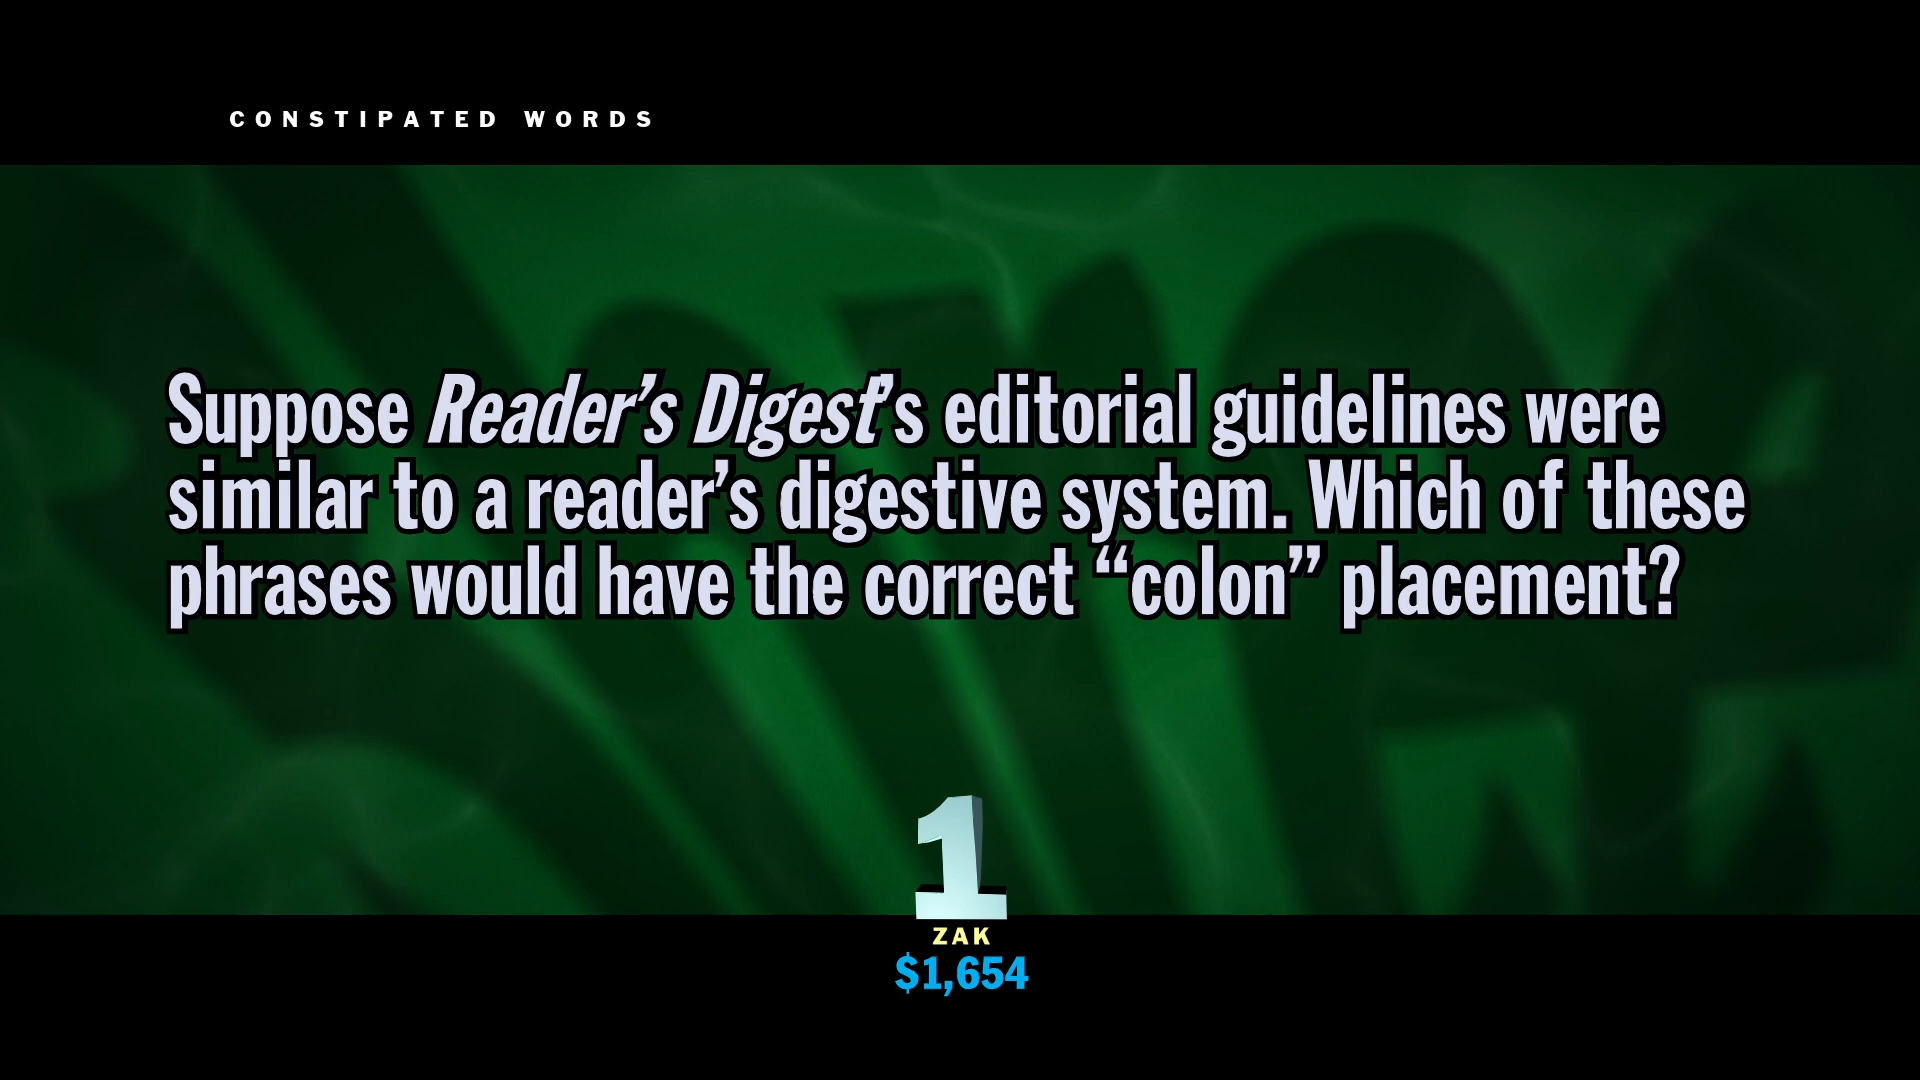 CONSTIPATED WORDS
Suppose Reader's Digest's editorial guidelines were
similar to a reader's digestive system. Which of these
phrases would have the correct “colon” placement?
1
ZAK
$1,654